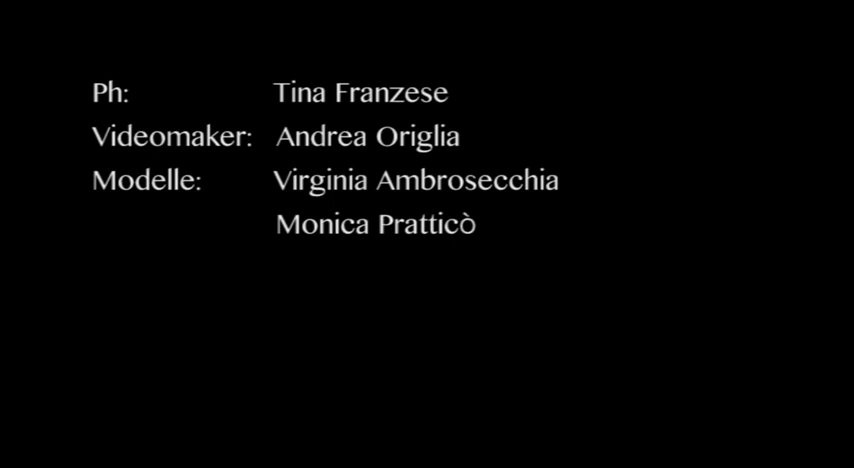 Ph: Tina Franzese
Videomaker: Andrea Origlia
Modelle: Virginia Ambrosecchia
Monica Pratticò